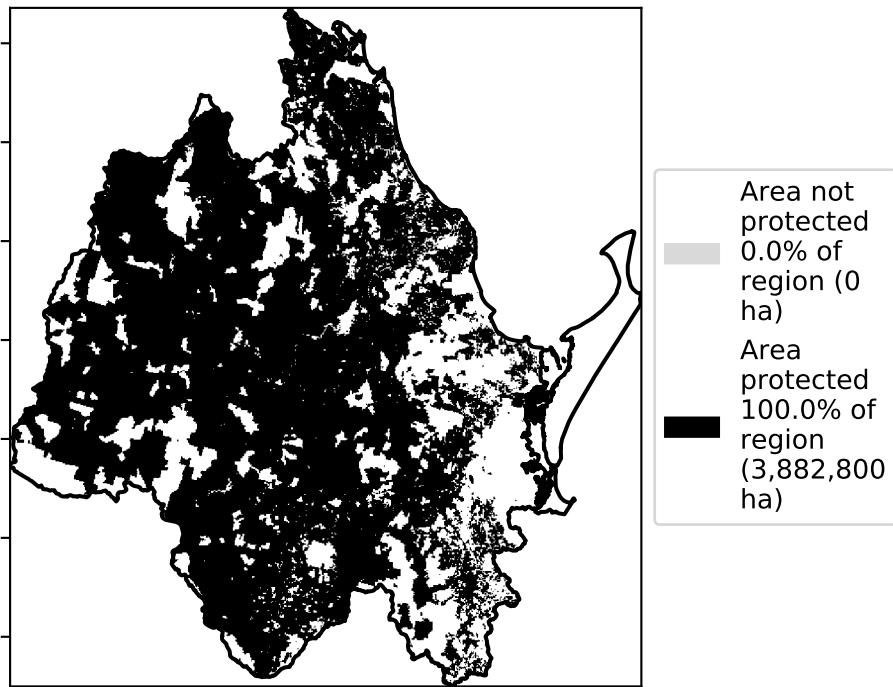 Area not
protected
0.0% of
region (0
ha)
Area
protected
100.0% of
region
(3,882,800
ha)